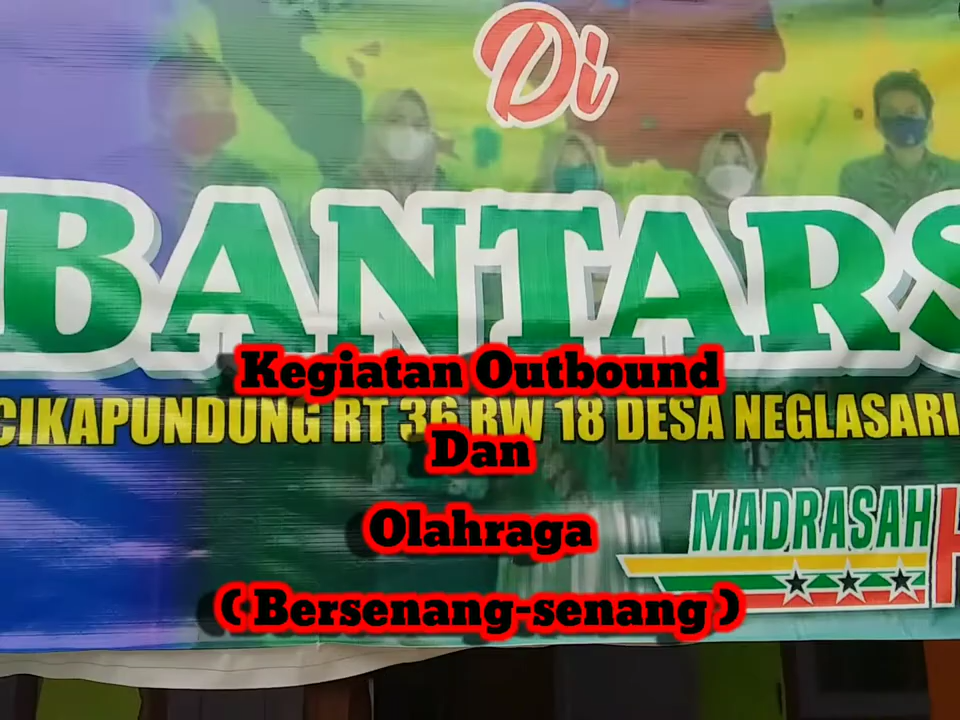 Di
BANTARS
Kegiatan Outbound
CIKAPUNDUNG RT 36 RW 18 DESA NEGLASARI
Dan
MADRASAH H
Olahraga
( Bersenang-senang )